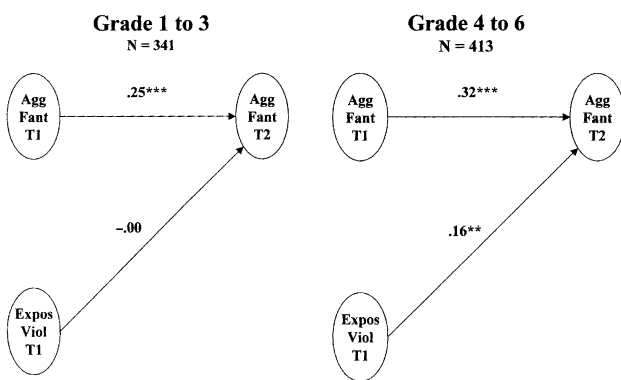 Grade 1 to 3
N = 341
Agg
Fant
T1
.25***
Agg
Fant
T2
–.00
Expos
Viol
T1
Grade 4 to 6
N = 413
Agg
Fant
T1
.32***
Agg
Fant
T2
.16**
Expos
Viol
T1